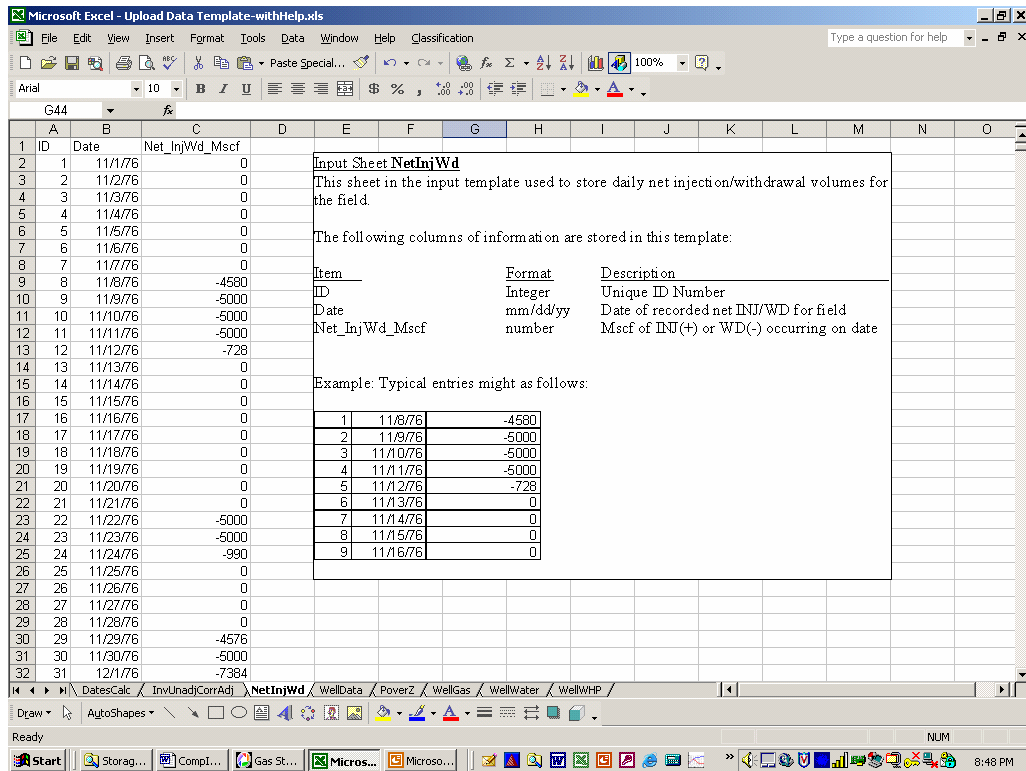 Microsoft Excel - Upload Data Template-withHelp.xls
File Edit View Insert Format Tools Data Window Help Classification
Type a question for help
Paste Special... 100%
Arial 10 B I U $ % , .00 .00
G44 fx
A B C D E F G H I J K L M N O
1 ID Date Net_InjWd_Mscf
2 1 11/1/76 0
3 2 11/2/76 0
4 3 11/3/76 0
5 4 11/4/76 0
6 5 11/5/76 0
7 6 11/6/76 0
8 7 11/7/76 0
9 8 11/8/76 -4580
10 9 11/9/76 -5000
11 10 11/10/76 -5000
12 11 11/11/76 -5000
13 12 11/12/76 -728
14 13 11/13/76 0
15 14 11/14/76 0
16 15 11/15/76 0
17 16 11/16/76 0
18 17 11/17/76 0
19 18 11/18/76 0
20 19 11/19/76 0
21 20 11/20/76 0
22 21 11/21/76 0
23 22 11/22/76 -5000
24 23 11/23/76 -5000
25 24 11/24/76 -990
26 25 11/25/76 0
27 26 11/26/76 0
28 27 11/27/76 0
29 28 11/28/76 0
30 29 11/29/76 -4576
31 30 11/30/76 -5000
32 31 12/1/76 -7384
Input Sheet NetInjWd
This sheet in the input template used to store daily net injection/withdrawal volumes for
the field.
The following columns of information are stored in this template:
Item Format Description
ID Integer Unique ID Number
Date mm/dd/yy Date of recorded net INJ/WD for field
Net_InjWd_Mscf number Mscf of INJ(+) or WD(-) occurring on date
Example: Typical entries might as follows:
1 11/8/76 -4580
2 11/9/76 -5000
3 11/10/76 -5000
4 11/11/76 -5000
5 11/12/76 -728
6 11/13/76 0
7 11/14/76 0
8 11/15/76 0
9 11/16/76 0
DatesCalc InvUnadjCorrAdj NetInjWd WellData PoverZ WellGas WellWater WellWHP
Draw AutoShapes
Ready NUM
Start Storag... CompI... Gas St... Micros... Microso... 8:48 PM